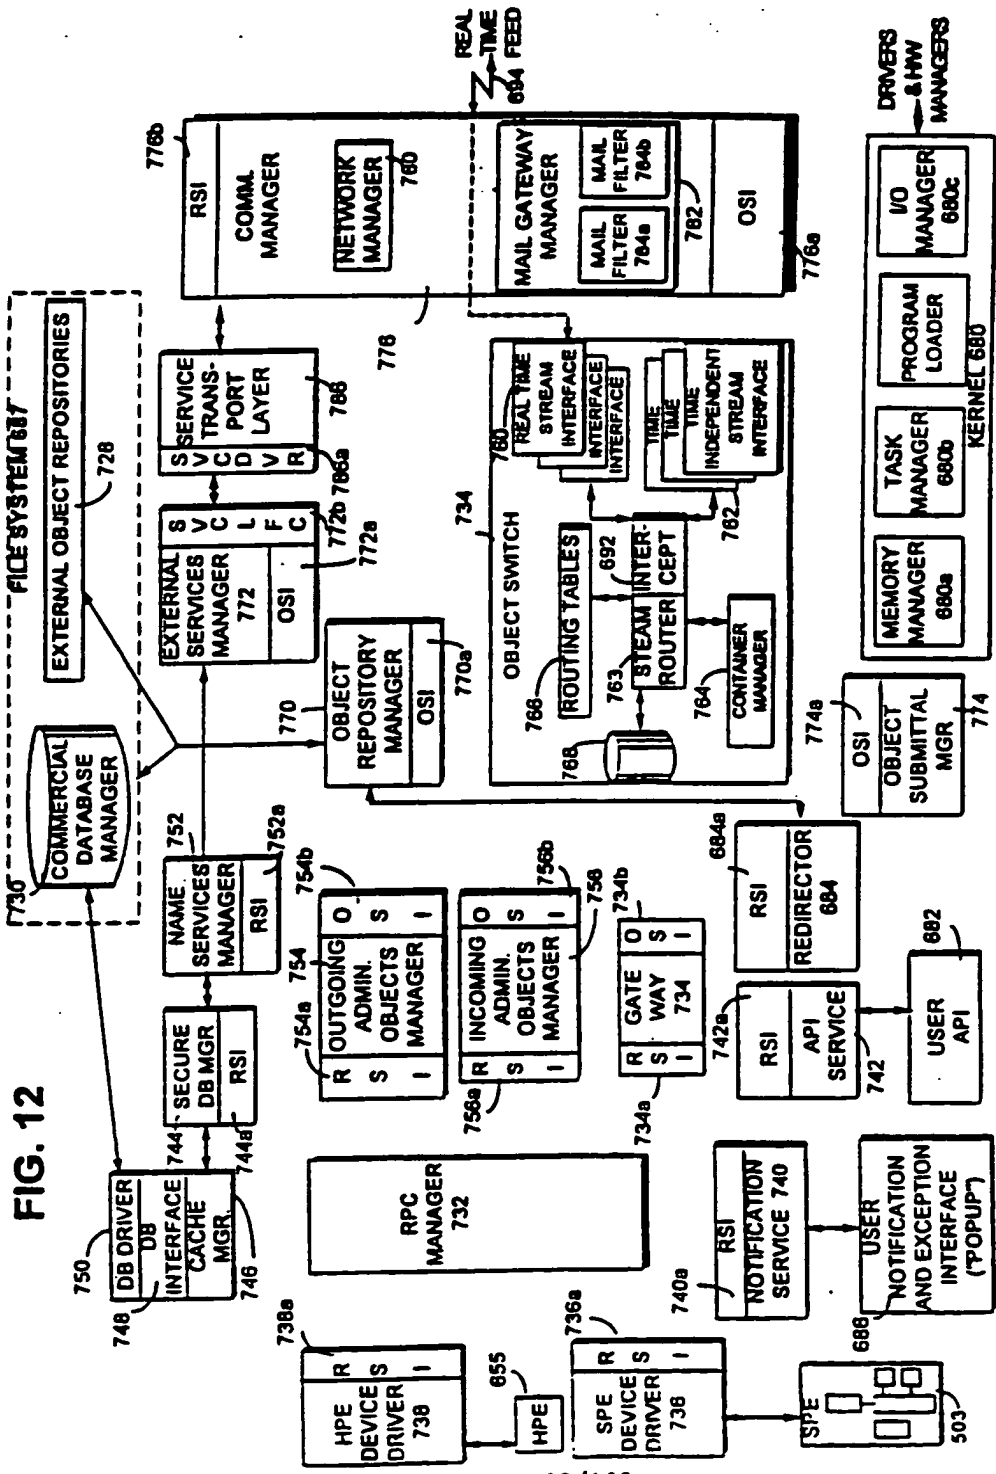 FIG. 12
FILE SYSTEM 687
EXTERNAL OBJECT REPOSITORIES
728
730
COMMERCIAL
DATABASE
MANAGER
750
DB DRIVER
DB
INTERFACE
CACHE
MGR
748
746
744
SECURE
DB MGR
RSI
744a
752
NAME
SERVICES
MANAGER
RSI
752a
EXTERNAL
SERVICES
MANAGER
772
OSI
S
V
C
L
F
C
772b
772a
S
V
C
D
V
R
SERVICE
TRANS-
PORT
LAYER
786
786a
776b
RSI
COMM.
MANAGER
NETWORK
MANAGER
780
776
MAIL GATEWAY
MANAGER
MAIL
FILTER
784a
MAIL
FILTER
784b
782
OSI
776a
REAL
TIME
FEED
694
738a
HPE
DEVICE
DRIVER
738
R
S
I
655
HPE
736a
SPE
DEVICE
DRIVER
736
R
S
I
SPE
503
RPC
MANAGER
732
754a
754
754b
R
S
I
OUTGOING
ADMIN.
OBJECTS
MANAGER
O
S
I
756a
R
S
I
INCOMING
ADMIN.
OBJECTS
MANAGER
O
S
I
756b
756
734a
R
S
I
GATE
WAY
734
O
S
I
734b
770
OBJECT
REPOSITORY
MANAGER
OSI
770a
734
OBJECT SWITCH
766
ROUTING TABLES
768
763
STEAM
ROUTER
692
INTER-
CEPT
764
CONTAINER
MANAGER
760
REAL TIME
STREAM
INTERFACE
INTERFACE
INTERFACE
TIME
TIME
TIME
INDEPENDENT
STREAM
INTERFACE
762
740a
RSI
NOTIFICATION
SERVICE 740
686
USER
NOTIFICATION
AND EXCEPTION
INTERFACE
("POPUP")
742a
RSI
API
SERVICE
742
USER
API
682
684a
RSI
REDIRECTOR
684
774a
OSI
OBJECT
SUBMITTAL
MGR
774
MEMORY
MANAGER
680a
TASK
MANAGER
680b
PROGRAM
LOADER
I/O
MANAGER
680c
KERNEL 680
DRIVERS
& H/W
MANAGERS